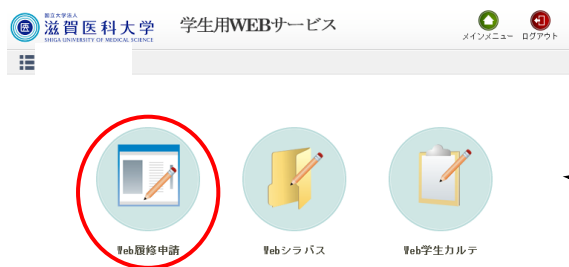 国立大学法人
滋賀医科大学
SHIGA UNIVERSITY OF MEDICAL SCIENCE
学生用WEBサービス
メインメニュー
ログアウト
Web履修申請
Webシラバス
Web学生カルテ